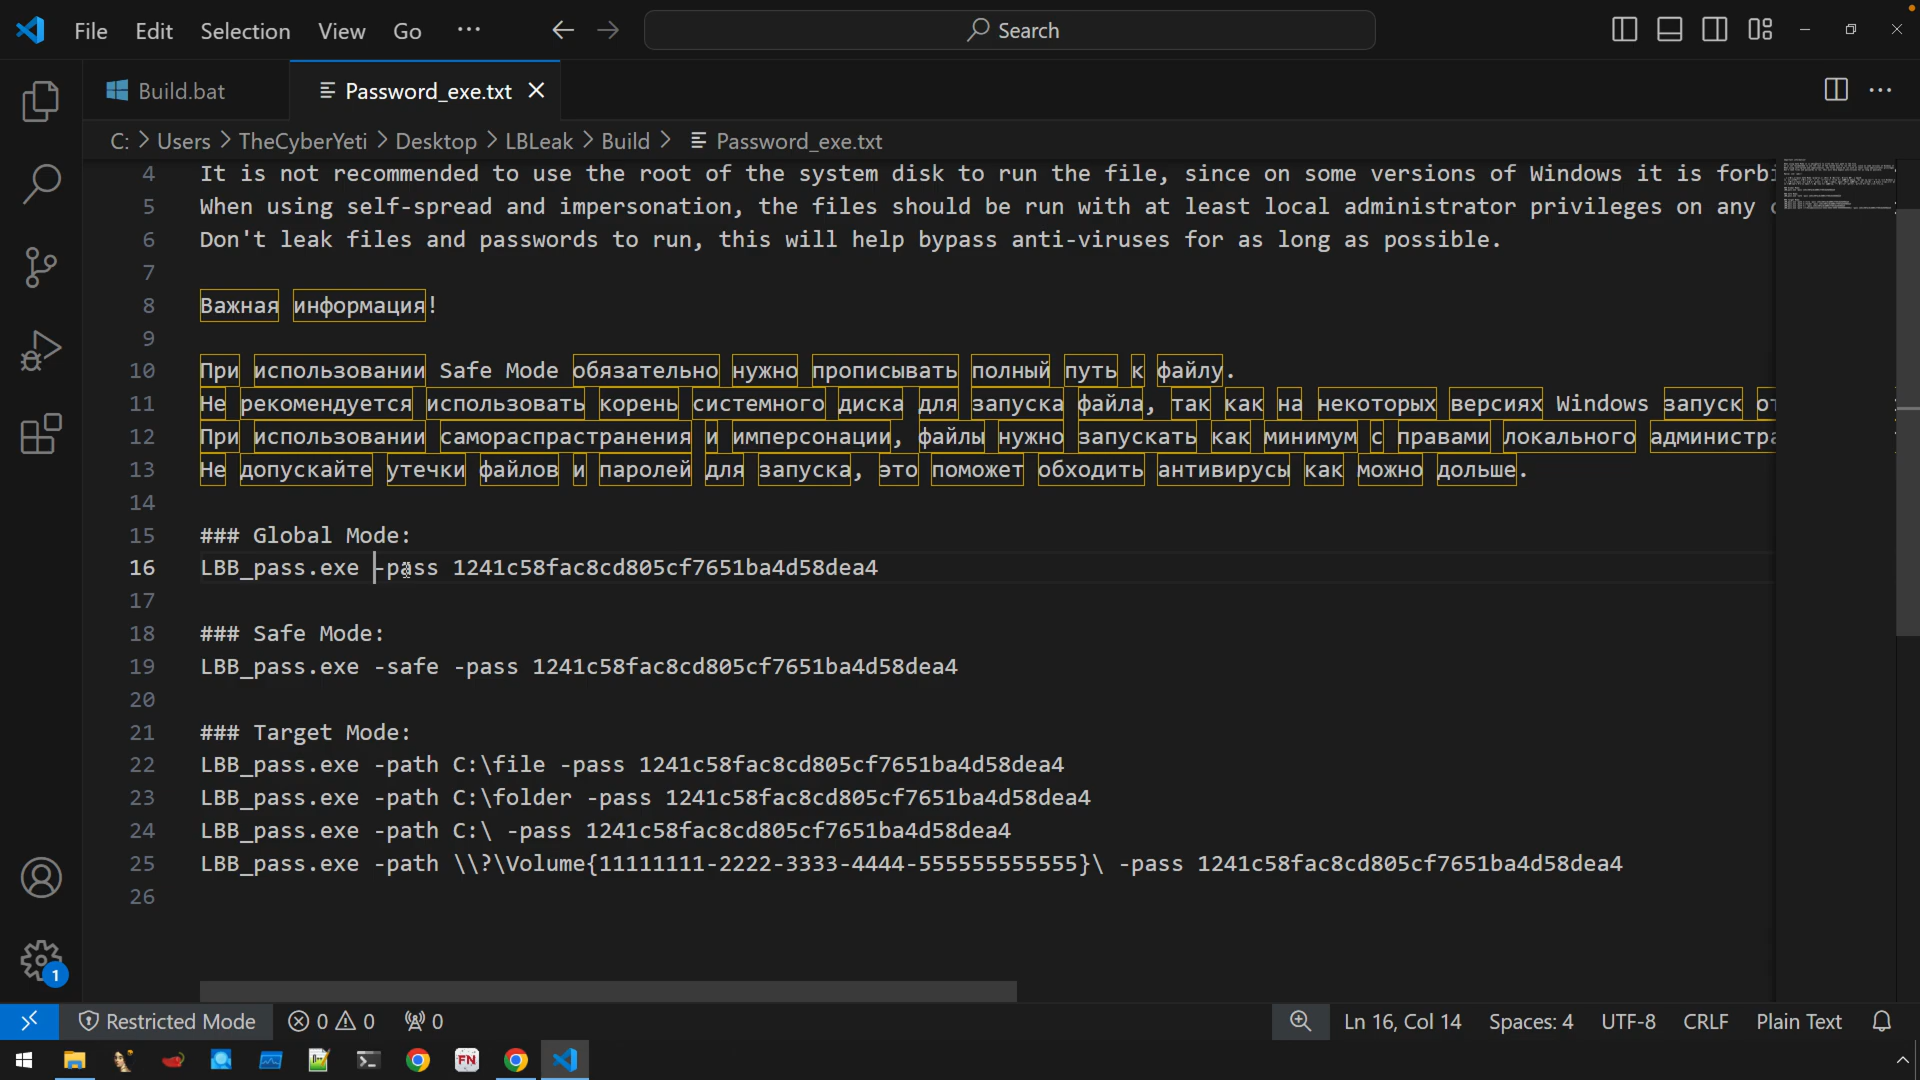 File Edit Selection View Go ··· Search
Build.bat Password_exe.txt
C: > Users > TheCyberYeti > Desktop > LBLeak > Build > Password_exe.txt
4 It is not recommended to use the root of the system disk to run the file, since on some versions of Windows it is forbi
5 When using self-spread and impersonation, the files should be run with at least local administrator privileges on any
6 Don't leak files and passwords to run, this will help bypass anti-viruses for as long as possible.
7
8 Важная информация!
9
10 При использовании Safe Mode обязательно нужно прописывать полный путь к файлу.
11 Не рекомендуется использовать корень системного диска для запуска файла, так как на некоторых версиях Windows запуск от
12 При использовании самораспрастранения и имперсонации, файлы нужно запускать как минимум с правами локального администра
13 Не допускайте утечки файлов и паролей для запуска, это поможет обходить антивирусы как можно дольше.
14
15 ### Global Mode:
16 LBB_pass.exe -pass 1241c58fac8cd805cf7651ba4d58dea4
17
18 ### Safe Mode:
19 LBB_pass.exe -safe -pass 1241c58fac8cd805cf7651ba4d58dea4
20
21 ### Target Mode:
22 LBB_pass.exe -path C:\file -pass 1241c58fac8cd805cf7651ba4d58dea4
23 LBB_pass.exe -path C:\folder -pass 1241c58fac8cd805cf7651ba4d58dea4
24 LBB_pass.exe -path C:\ -pass 1241c58fac8cd805cf7651ba4d58dea4
25 LBB_pass.exe -path \\?\Volume{11111111-2222-3333-4444-555555555555}\ -pass 1241c58fac8cd805cf7651ba4d58dea4
26
1
Restricted Mode 0 0 0 Ln 16, Col 14 Spaces: 4 UTF-8 CRLF Plain Text
FN